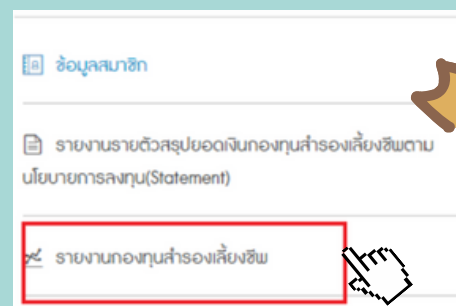 ข้อมูลสมาชิก
รายงานรายตัวสรุปยอดเงินกองทุนสำรองเลี้ยงชีพตาม
นโยบายการลงทุน(Statement)
รายงานกองทุนสำรองเลี้ยงชีพ